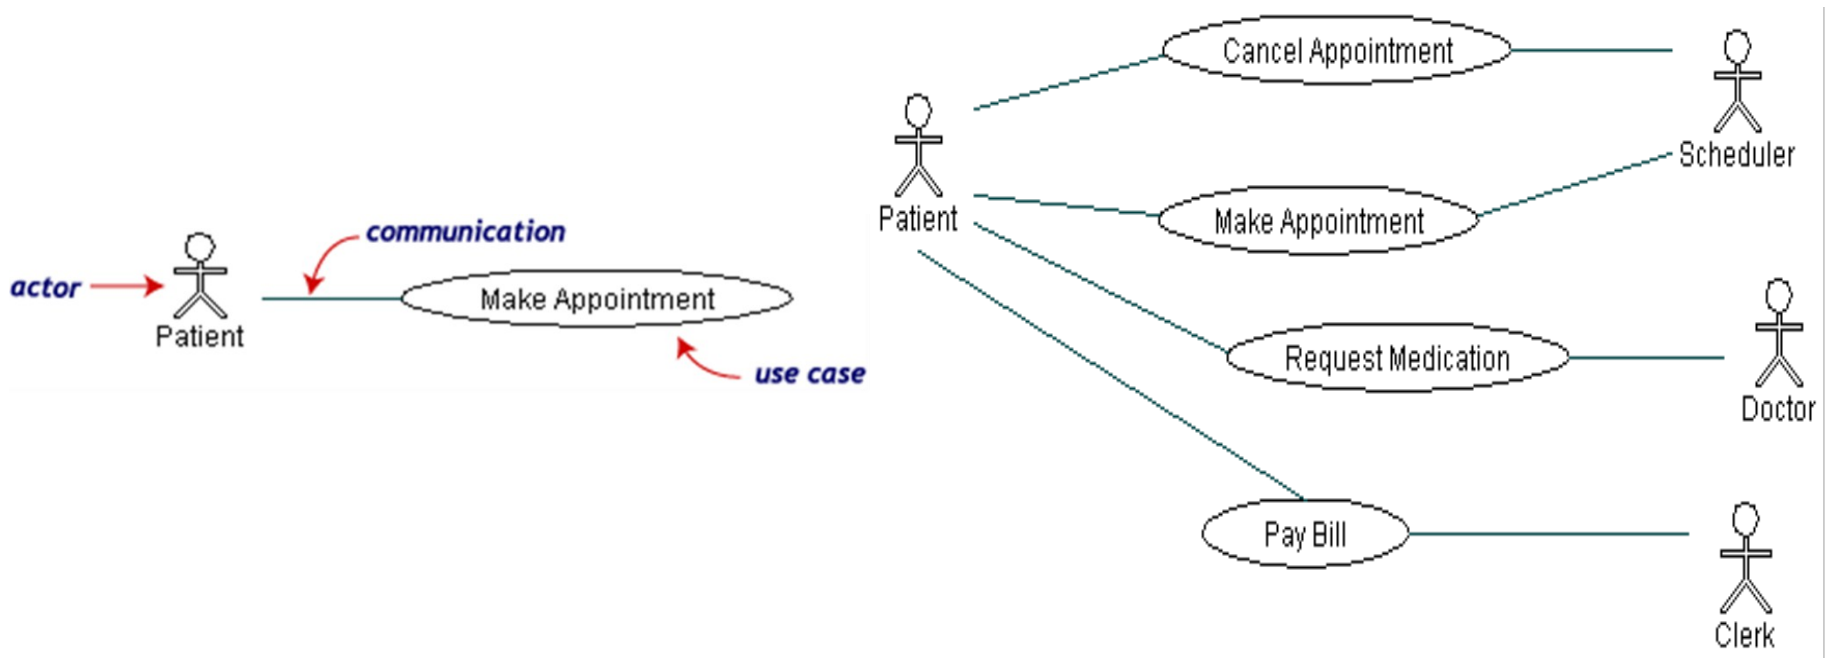 communication
actor
Make Appointment
Patient
use case
Cancel Appointment
Scheduler
Patient
Make Appointment
Request Medication
Doctor
Pay Bill
Clerk